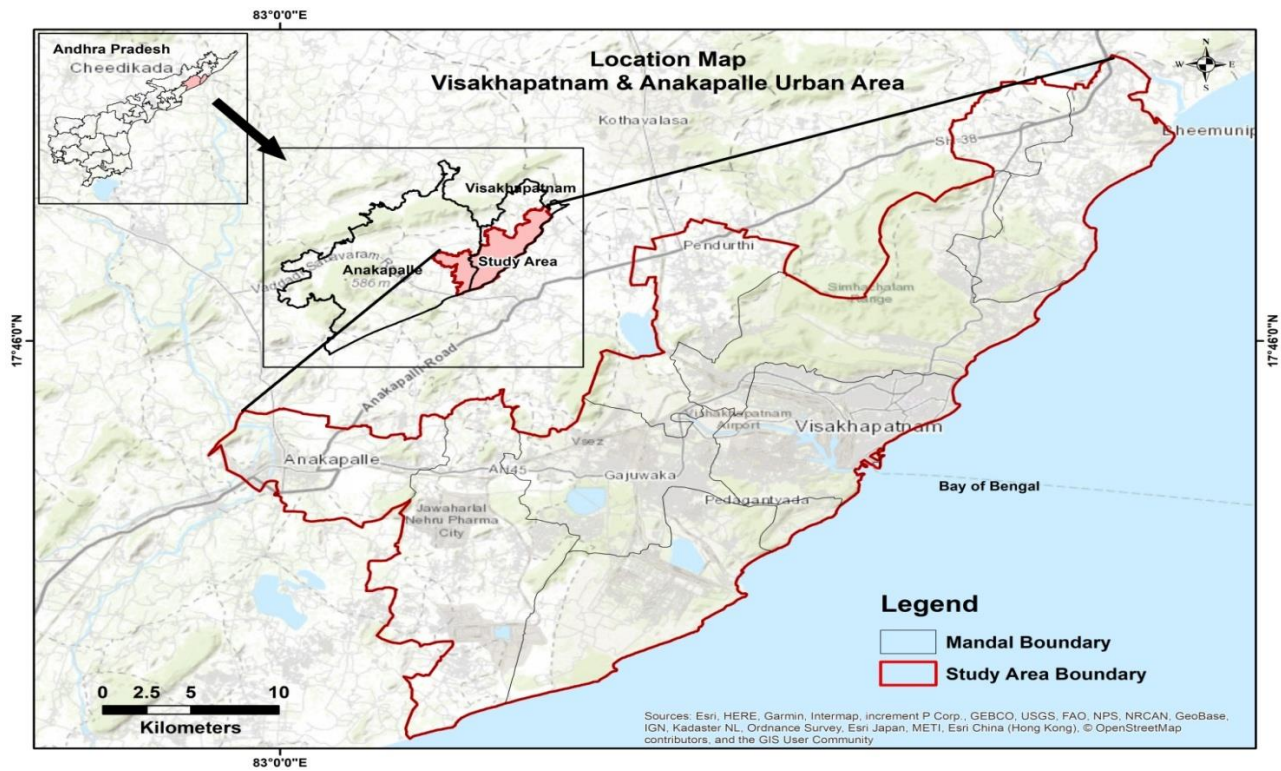 83°0'0"E
Andhra Pradesh
Cheedikada
Location Map
Visakhapatnam & Anakapalle Urban Area
Kothavalasa
SH-38
Bheemunip
Visakhapatnam
Pendurthi
Study Area
Anakapalle
586 m
Simhachalam
Range
17°46'0"N
17°46'0"N
Anakapalli Road
Vishakhapatnam
Airport
Visakhapatnam
Vsez
Anakapalle
AN45
Gajuwaka
Bay of Bengal
Pedagantyada
Jawaharlal
Nehru Pharma
City
Legend
Mandal Boundary
Study Area Boundary
0 2.5 5 10
Kilometers
Sources: Esri, HERE, Garmin, Intermap, increment P Corp., GEBCO, USGS, FAO, NPS, NRCAN, GeoBase,
IGN, Kadaster NL, Ordnance Survey, Esri Japan, METI, Esri China (Hong Kong), © OpenStreetMap
contributors, and the GIS User Community
83°0'0"E
N
W E
S